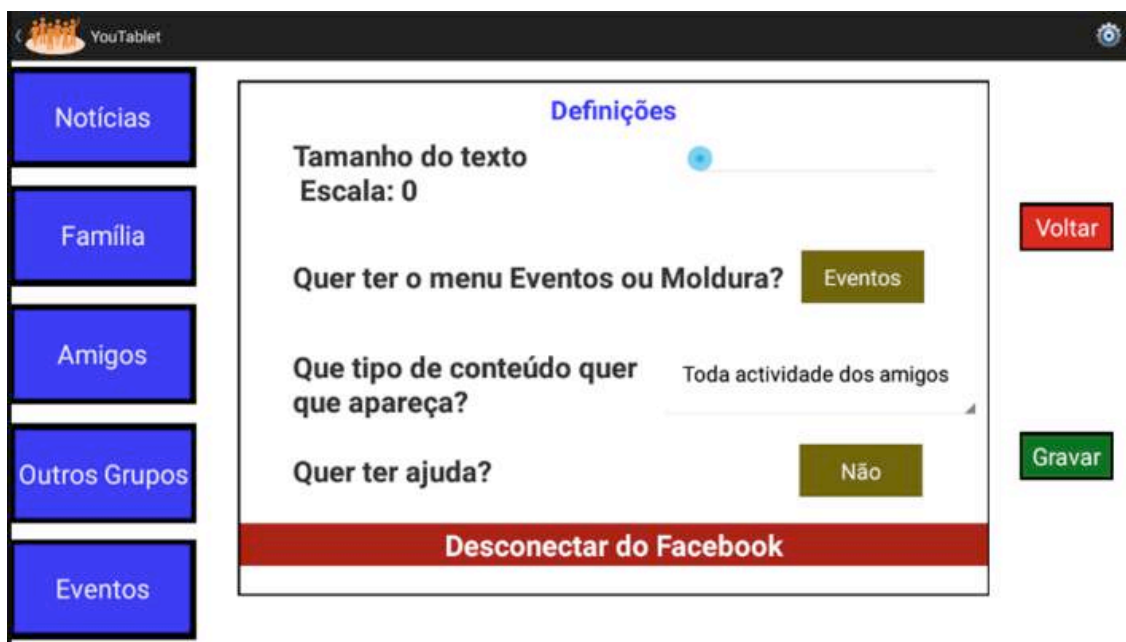 YouTablet
Notícias
Família
Amigos
Outros Grupos
Eventos
Definições
Tamanho do texto
Escala: 0
Quer ter o menu Eventos ou Moldura?
Eventos
Que tipo de conteúdo quer
que apareça?
Toda actividade dos amigos
Quer ter ajuda?
Não
Desconectar do Facebook
Voltar
Gravar